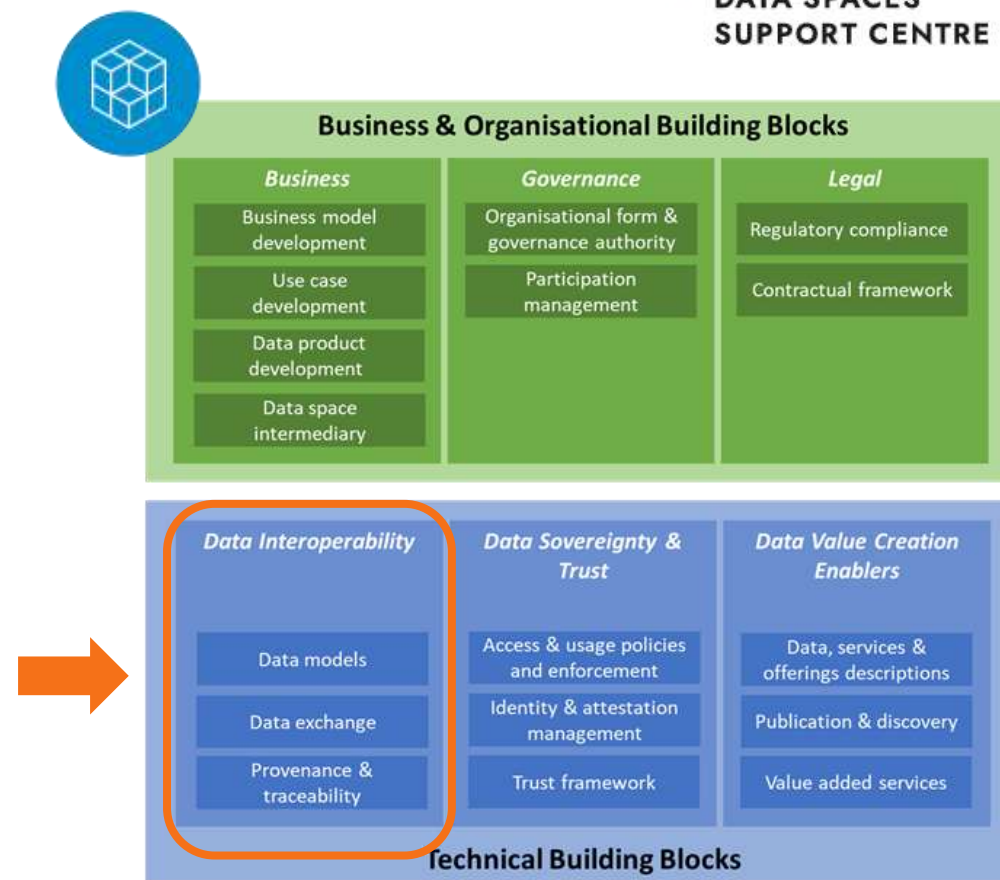 DATA SPACES
SUPPORT CENTRE
Business & Organisational Building Blocks
Business
Business model
development
Use case
development
Data product
development
Data space
intermediary
Governance
Organisational form &
governance authority
Participation
management
Legal
Regulatory compliance
Contractual framework
Data Interoperability
Data models
Data exchange
Provenance &
traceability
Data Sovereignty &
Trust
Access & usage policies
and enforcement
Identity & attestation
management
Trust framework
Data Value Creation
Enablers
Data, services &
offerings descriptions
Publication & discovery
Value added services
Technical Building Blocks